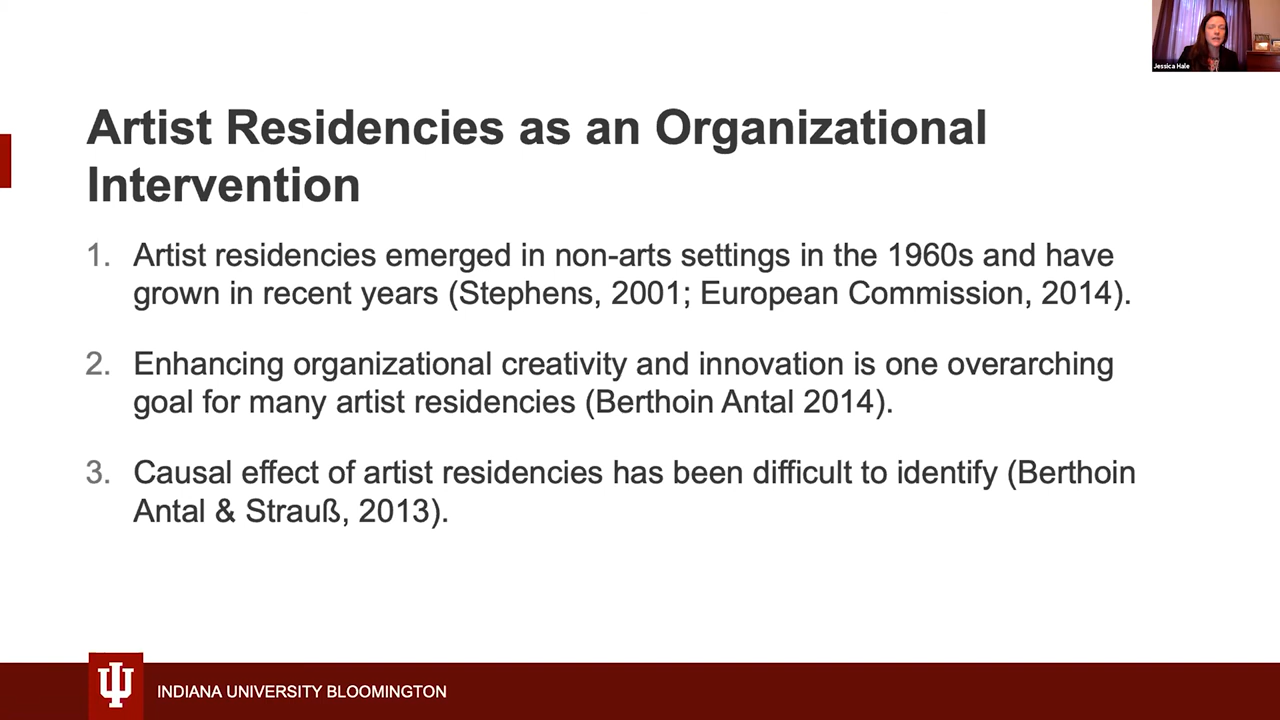 Jessica Hale
Artist Residencies as an Organizational
Intervention
1. Artist residencies emerged in non-arts settings in the 1960s and have
grown in recent years (Stephens, 2001; European Commission, 2014).
2. Enhancing organizational creativity and innovation is one overarching
goal for many artist residencies (Berthoin Antal 2014).
3. Causal effect of artist residencies has been difficult to identify (Berthoin
Antal & Strauß, 2013).
INDIANA UNIVERSITY BLOOMINGTON